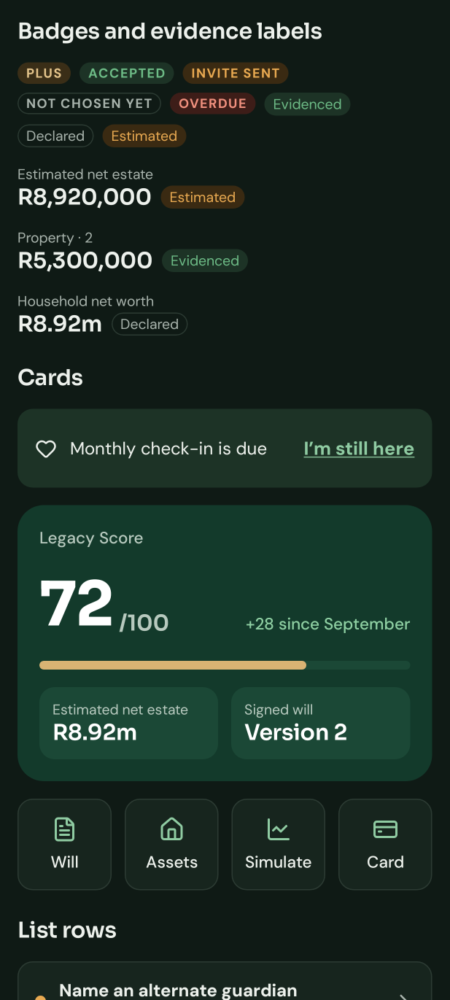 Badges and evidence labels
PLUS ACCEPTED INVITE SENT
NOT CHOSEN YET OVERDUE Evidenced
Declared Estimated
Estimated net estate
R8,920,000 Estimated
Property · 2
R5,300,000 Evidenced
Household net worth
R8.92m Declared
Cards
Monthly check-in is due I’m still here
Legacy Score
72 /100 +28 since September
Estimated net estate Signed will
R8.92m Version 2
Will Assets Simulate Card
List rows
Name an alternate guardian